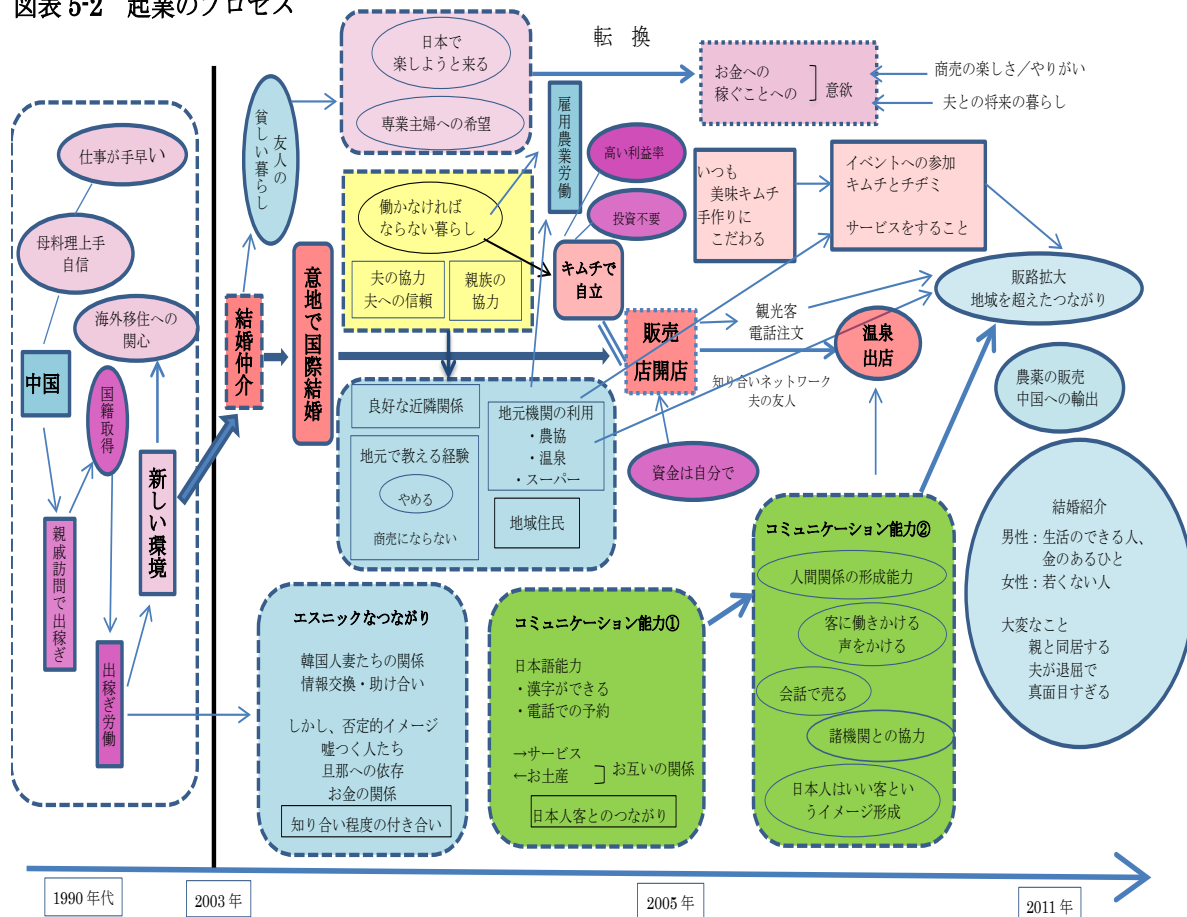 図表 5-2 起業のプロセス
仕事が手早い
母料理上手
自信
海外移住への
関心
中国
国籍取得
新しい環境
親戚訪問で出稼ぎ
出稼ぎ労働
友人の
貧しい暮らし
結婚仲介
意地で国際結婚
日本で
楽しようと来る
専業主婦への希望
転 換
お金への
稼ぐことへの
意欲
商売の楽しさ/やりがい
夫との将来の暮らし
働かなければ
ならない暮らし
夫の協力
夫への信頼
親族の
協力
雇用農業労働
高い利益率
投資不要
キムチで
自立
いつも
美味キムチ
手作りに
こだわる
イベントへの参加
キムチとチヂミ
サービスをすること
販売
店開店
観光客
電話注文
温泉
出店
販路拡大
地域を超えたつながり
知り合いネットワーク
夫の友人
農薬の販売
中国への輸出
良好な近隣関係
地元で教える経験
やめる
商売にならない
地元機関の利用
・農協
・温泉
・スーパー
地域住民
資金は自分で
エスニックなつながり
韓国人妻たちの関係
情報交換・助け合い
しかし、否定的イメージ
嘘つく人たち
旦那への依存
お金の関係
知り合い程度の付き合い
コミュニケーション能力①
日本語能力
・漢字ができる
・電話での予約
→サービス
←お土産
お互いの関係
日本人客とのつながり
コミュニケーション能力②
人間関係の形成能力
客に働きかける
声をかける
会話で売る
諸機関との協力
日本人はいい客とい
うイメージ形成
結婚紹介
男性:生活のできる人、
金のあるひと
女性:若くない人
大変なこと
親と同居する
夫が退屈で
真面目すぎる
1990 年代
2003 年
2005 年
2011 年